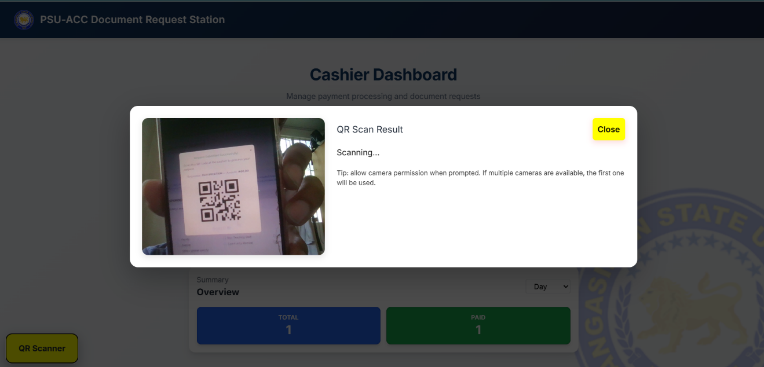 PSU-ACC Document Request Station
Cashier Dashboard
Manage payment processing and document requests
QR Scan Result
Close
Scanning...
Tip: allow camera permission when prompted. If multiple cameras are available, the first one
will be used.
Summary
Overview
Day
TOTAL
1
PAID
1
QR Scanner
STATE